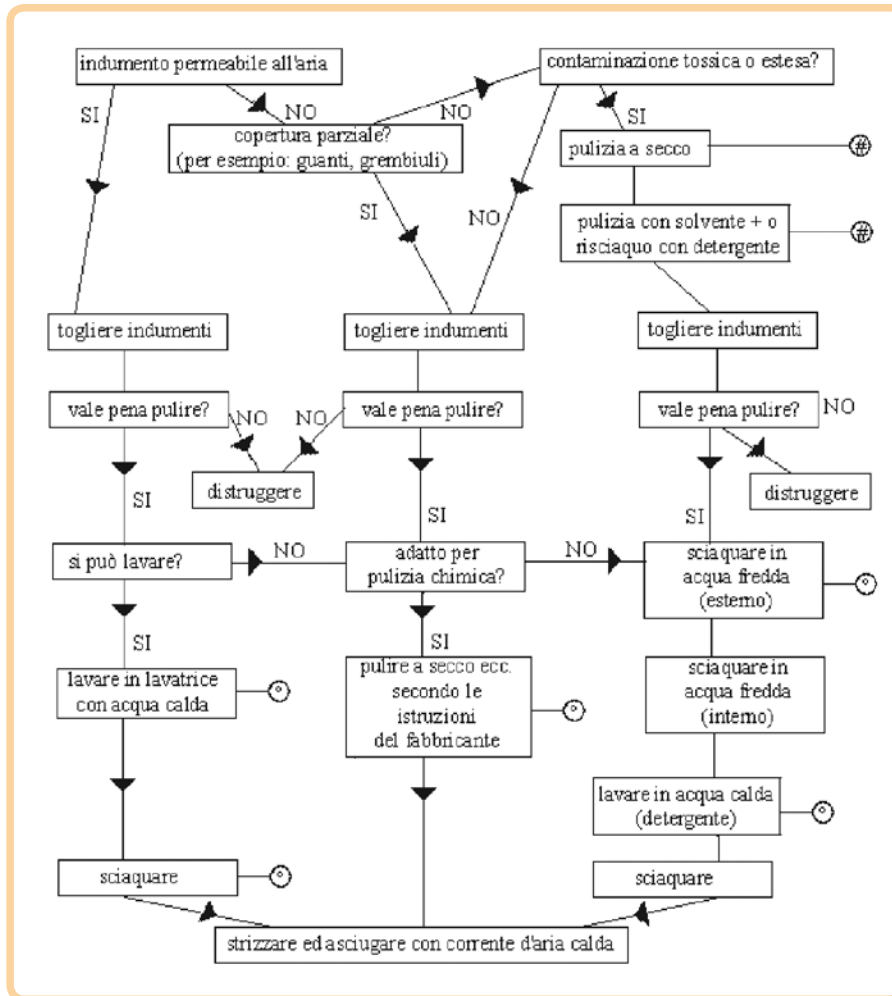 indumento permeabile all'aria
contaminazione tossica o estesa?
SI
NO
NO
SI
copertura parziale?
(per esempio: guanti, grembiuli)
pulizia a secco
#
SI
NO
pulizia con solvente + o
risciaquo con detergente
#
togliere indumenti
togliere indumenti
togliere indumenti
vale pena pulire?
NO
NO
vale pena pulire?
vale pena pulire?
NO
distruggere
distruggere
SI
SI
SI
si può lavare?
NO
adatto per
pulizia chimica?
NO
sciaquare in
acqua fredda
(esterno)
°
SI
SI
lavare in lavatrice
con acqua calda
°
pulire a secco ecc.
secondo le
istruzioni
del fabbricante
°
sciaquare in
acqua fredda
(interno)
lavare in acqua calda
(detergente)
°
sciaquare
°
sciaquare
strizzare ed asciugare con corrente d'aria calda